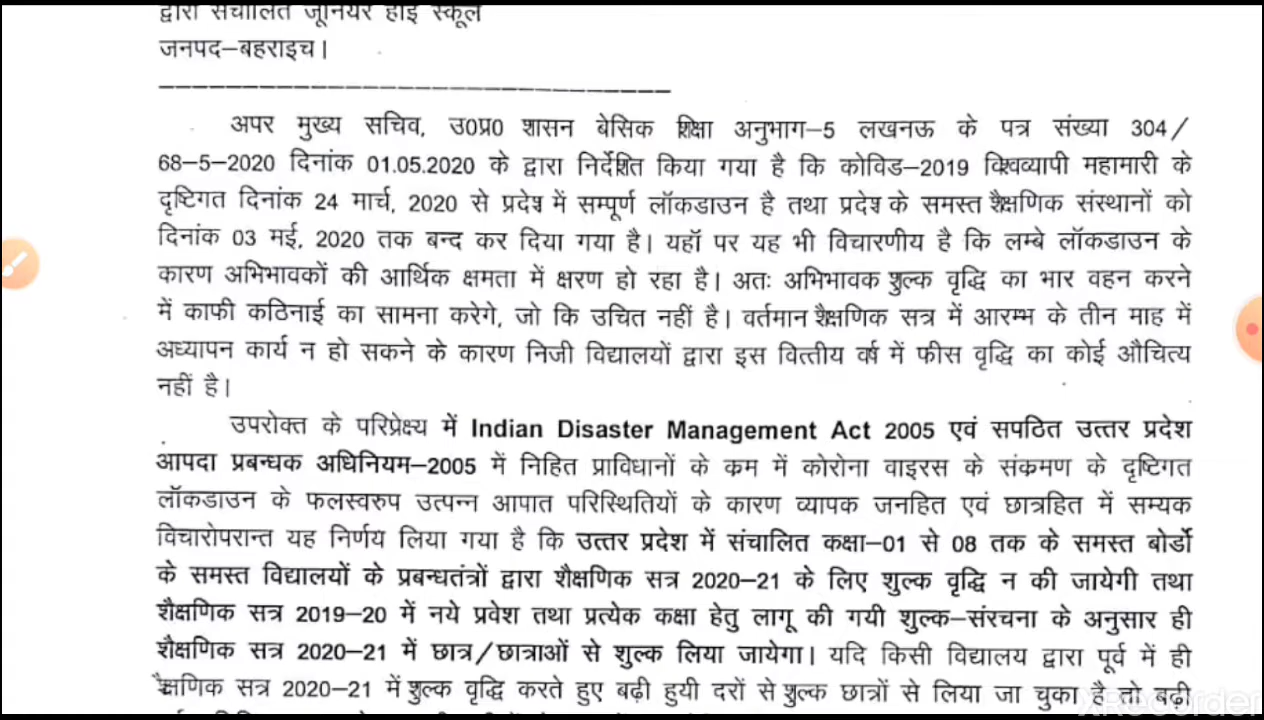 द्वारा संचालित जूनियर हाई स्कूल
जनपद–बहराइच।
अपर मुख्य सचिव, उ0प्र0 शासन बेसिक शिक्षा अनुभाग–5 लखनऊ के पत्र संख्या 304/
68–5–2020 दिनांक 01.05.2020 के द्वारा निर्देशित किया गया है कि कोविड–2019 विश्वव्यापी महामारी के
दृष्टिगत दिनांक 24 मार्च, 2020 से प्रदेश में सम्पूर्ण लॉकडाउन है तथा प्रदेश के समस्त शैक्षणिक संस्थानों को
दिनांक 03 मई, 2020 तक बन्द कर दिया गया है। यहॉ पर यह भी विचारणीय है कि लम्बे लॉकडाउन के
कारण अभिभावकों की आर्थिक क्षमता में क्षरण हो रहा है। अतः अभिभावक शुल्क वृद्धि का भार वहन करने
में काफी कठिनाई का सामना करेगे, जो कि उचित नहीं है। वर्तमान शैक्षणिक सत्र में आरम्भ के तीन माह में
अध्यापन कार्य न हो सकने के कारण निजी विद्यालयों द्वारा इस वित्तीय वर्ष में फीस वृद्धि का कोई औचित्य
नहीं है।
उपरोक्त के परिप्रेक्ष्य में Indian Disaster Management Act 2005 एवं सपठित उत्तर प्रदेश
आपदा प्रबन्धक अधिनियम–2005 में निहित प्राविधानों के क्रम में कोरोना वाइरस के संक्रमण के दृष्टिगत
लॉकडाउन के फलस्वरुप उत्पन्न आपात परिस्थितियों के कारण व्यापक जनहित एवं छात्रहित में सम्यक
विचारोपरान्त यह निर्णय लिया गया है कि उत्तर प्रदेश में संचालित कक्षा–01 से 08 तक के समस्त बोर्डो
के समस्त विद्यालयों के प्रबन्धतंत्रों द्वारा शैक्षणिक सत्र 2020–21 के लिए शुल्क वृद्धि न की जायेगी तथा
शैक्षणिक सत्र 2019–20 में नये प्रवेश तथा प्रत्येक कक्षा हेतु लागू की गयी शुल्क–संरचना के अनुसार ही
शैक्षणिक सत्र 2020–21 में छात्र/छात्राओं से शुल्क लिया जायेगा। यदि किसी विद्यालय द्वारा पूर्व में ही
शैक्षणिक सत्र 2020–21 में शुल्क वृद्धि करते हुए बढ़ी हुयी दरों से शुल्क छात्रों से लिया जा चुका है तो बढ़ी
XRecorder